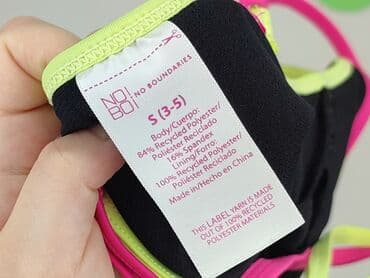 NO
BO
NO BOUNDARIES
S (3-5)
Body/Cuerpo:
84% Recycled Polyester/
Poliéster Reciclado
16% Spandex
Lining/Forro:
100% Recycled Polyester/
Poliéster Reciclado
Made in/Hecho en China
THIS LABEL YARN IS MADE
OUT OF 100% RECYCLED
POLYESTER MATERIALS